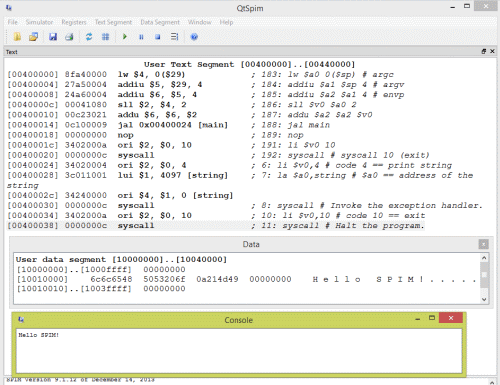 QtSpim
File Simulator Registers Text Segment Data Segment Window Help
Text
User Text Segment [00400000]..[00440000]
[00400000] 8fa40000 lw $4, 0($29) ; 183: lw $a0 0($sp) # argc
[00400004] 27a50004 addiu $5, $29, 4 ; 184: addiu $a1 $sp 4 # argv
[00400008] 24a60004 addiu $6, $5, 4 ; 185: addiu $a2 $a1 4 # envp
[0040000c] 00041080 sll $2, $4, 2 ; 186: sll $v0 $a0 2
[00400010] 00c23021 addu $6, $6, $2 ; 187: addu $a2 $a2 $v0
[00400014] 0c100009 jal 0x00400024 [main] ; 188: jal main
[00400018] 00000000 nop ; 189: nop
[0040001c] 3402000a ori $2, $0, 10 ; 191: li $v0 10
[00400020] 0000000c syscall ; 192: syscall # syscall 10 (exit)
[00400024] 34020004 ori $2, $0, 4 ; 6: li $v0,4 # code 4 == print string
[00400028] 3c011001 lui $1, 4097 [string] ; 7: la $a0,string # $a0 == address of the
string
[0040002c] 34240000 ori $4, $1, 0 [string]
[00400030] 0000000c syscall ; 8: syscall # Invoke the exception handler.
[00400034] 3402000a ori $2, $0, 10 ; 10: li $v0,10 # code 10 == exit
[00400038] 0000000c syscall ; 11: syscall # Halt the program.
Data
User data segment [10000000]..[10040000]
[10000000]..[1000ffff] 00000000
[10010000] 6c6c6548 5053206f 0a214d49 00000000 H e l l o S P I M ! . . . . .
[10010010]..[1003ffff] 00000000
Console
Hello SPIM!
SPIM Version 9.1.12 of December 14, 2013